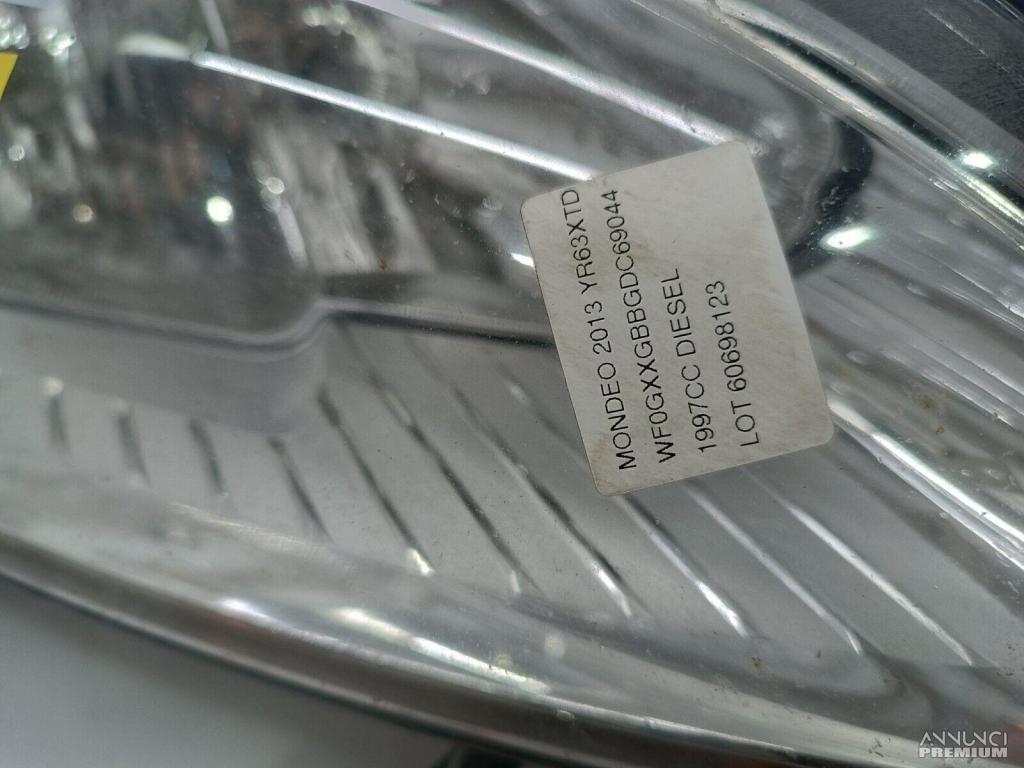 MONDEO 2013 YR63XTD
WF0GXXGBBGDC69044
1997CC DIESEL
LOT 60698123
ANNUNCI
PREMIUM